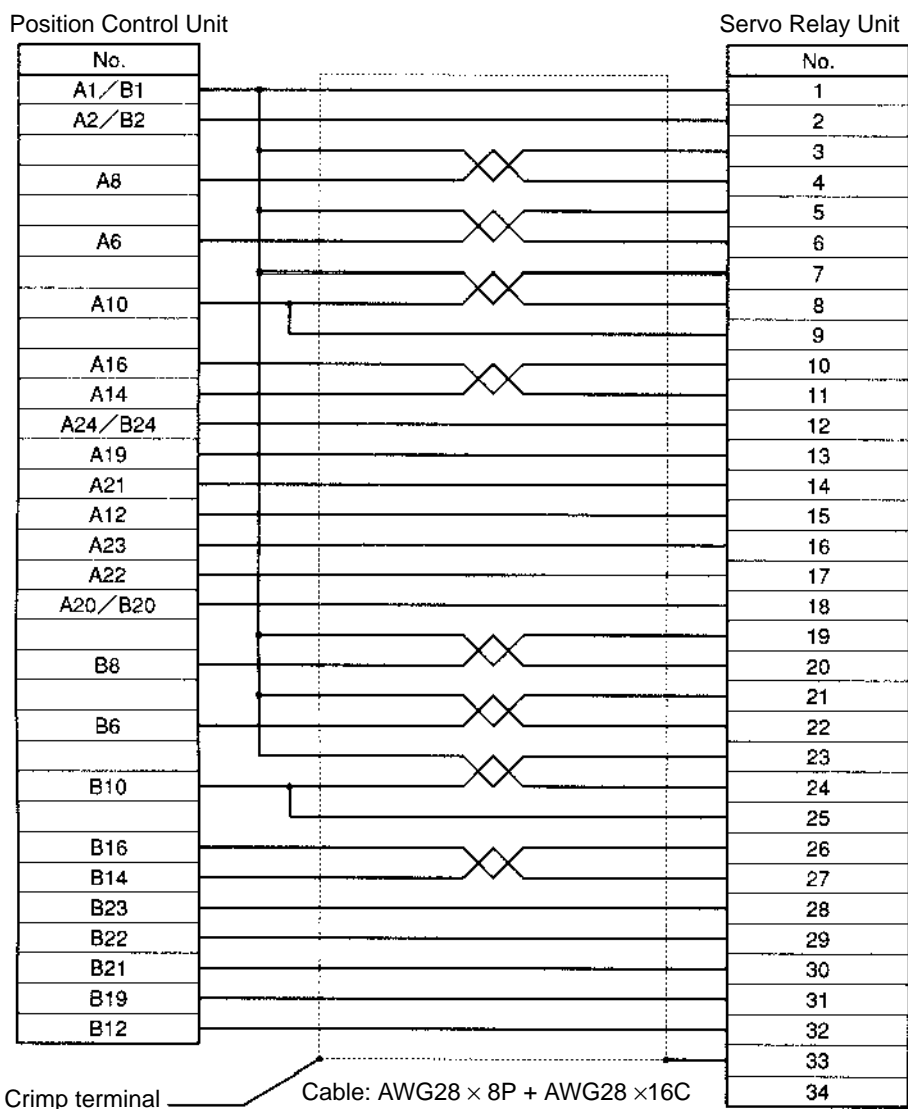 Position Control Unit Servo Relay Unit
No. No.
A1/B1 1
A2/B2 2
3
A8 4
5
A6 6
7
A10 8
9
A16 10
A14 11
A24/B24 12
A19 13
A21 14
A12 15
A23 16
A22 17
A20/B20 18
19
B8 20
21
B6 22
23
B10 24
25
B16 26
B14 27
B23 28
B22 29
B21 30
B19 31
B12 32
33
34
Crimp terminal Cable: AWG28 × 8P + AWG28 ×16C